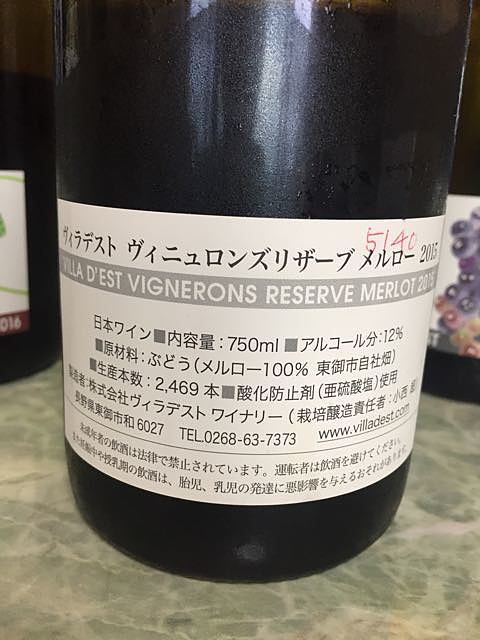 5140
ヴィラデスト ヴィニュロンズリザーブ メルロー 2015
VILLA D'EST VIGNERONS RESERVE MERLOT 2015
日本ワイン■内容量:750ml ■アルコール分:12%
■原材料:ぶどう(メルロー100% 東御市自社畑)
■生産本数:2,469 本■酸化防止剤(亜硫酸塩)使用
製造者:株式会社ヴィラデスト ワイナリー ( 栽培醸造責任者:小西
長野県東御市和 6027 TEL.0268-63-7373 www.villadest.com
未成年者の飲酒は法律で禁止されています。運転者は飲酒を避けてください。
また妊娠中や授乳期の飲酒は、胎児、乳児の発達に悪影響を与えるおそれがあります。
2016